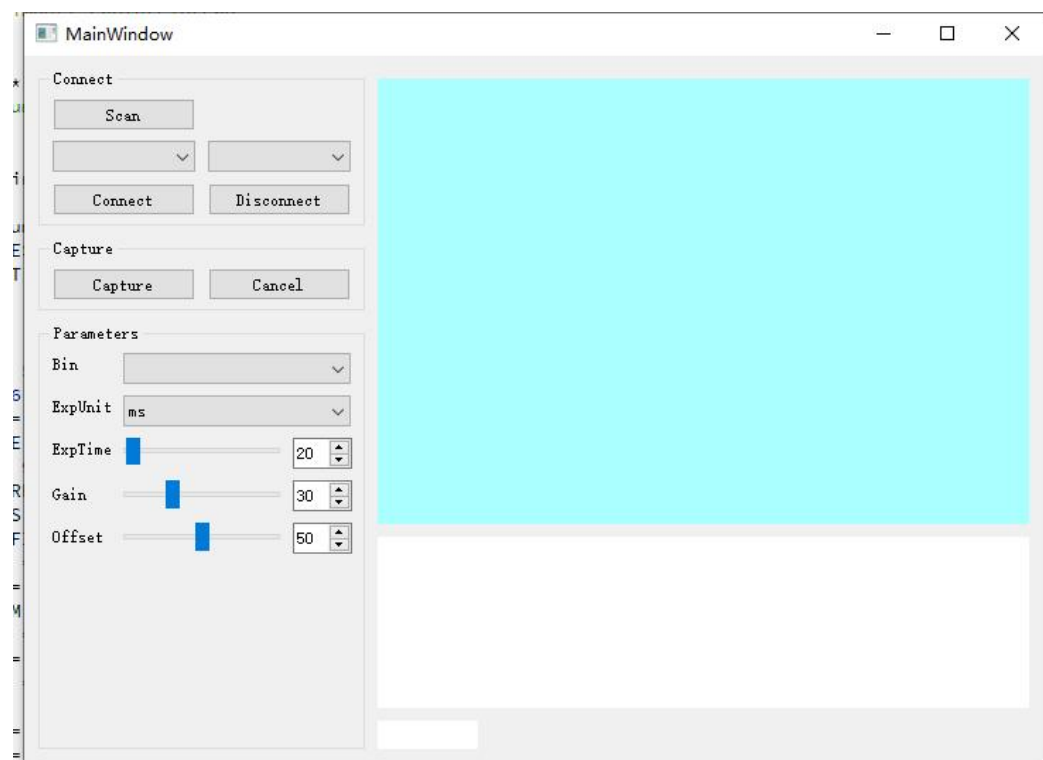 MainWindow
Connect
Scan
Connect Disconnect
Capture
Capture Cancel
Parameters
Bin
ExpUnit ms
ExpTime 20
Gain 30
Offset 50